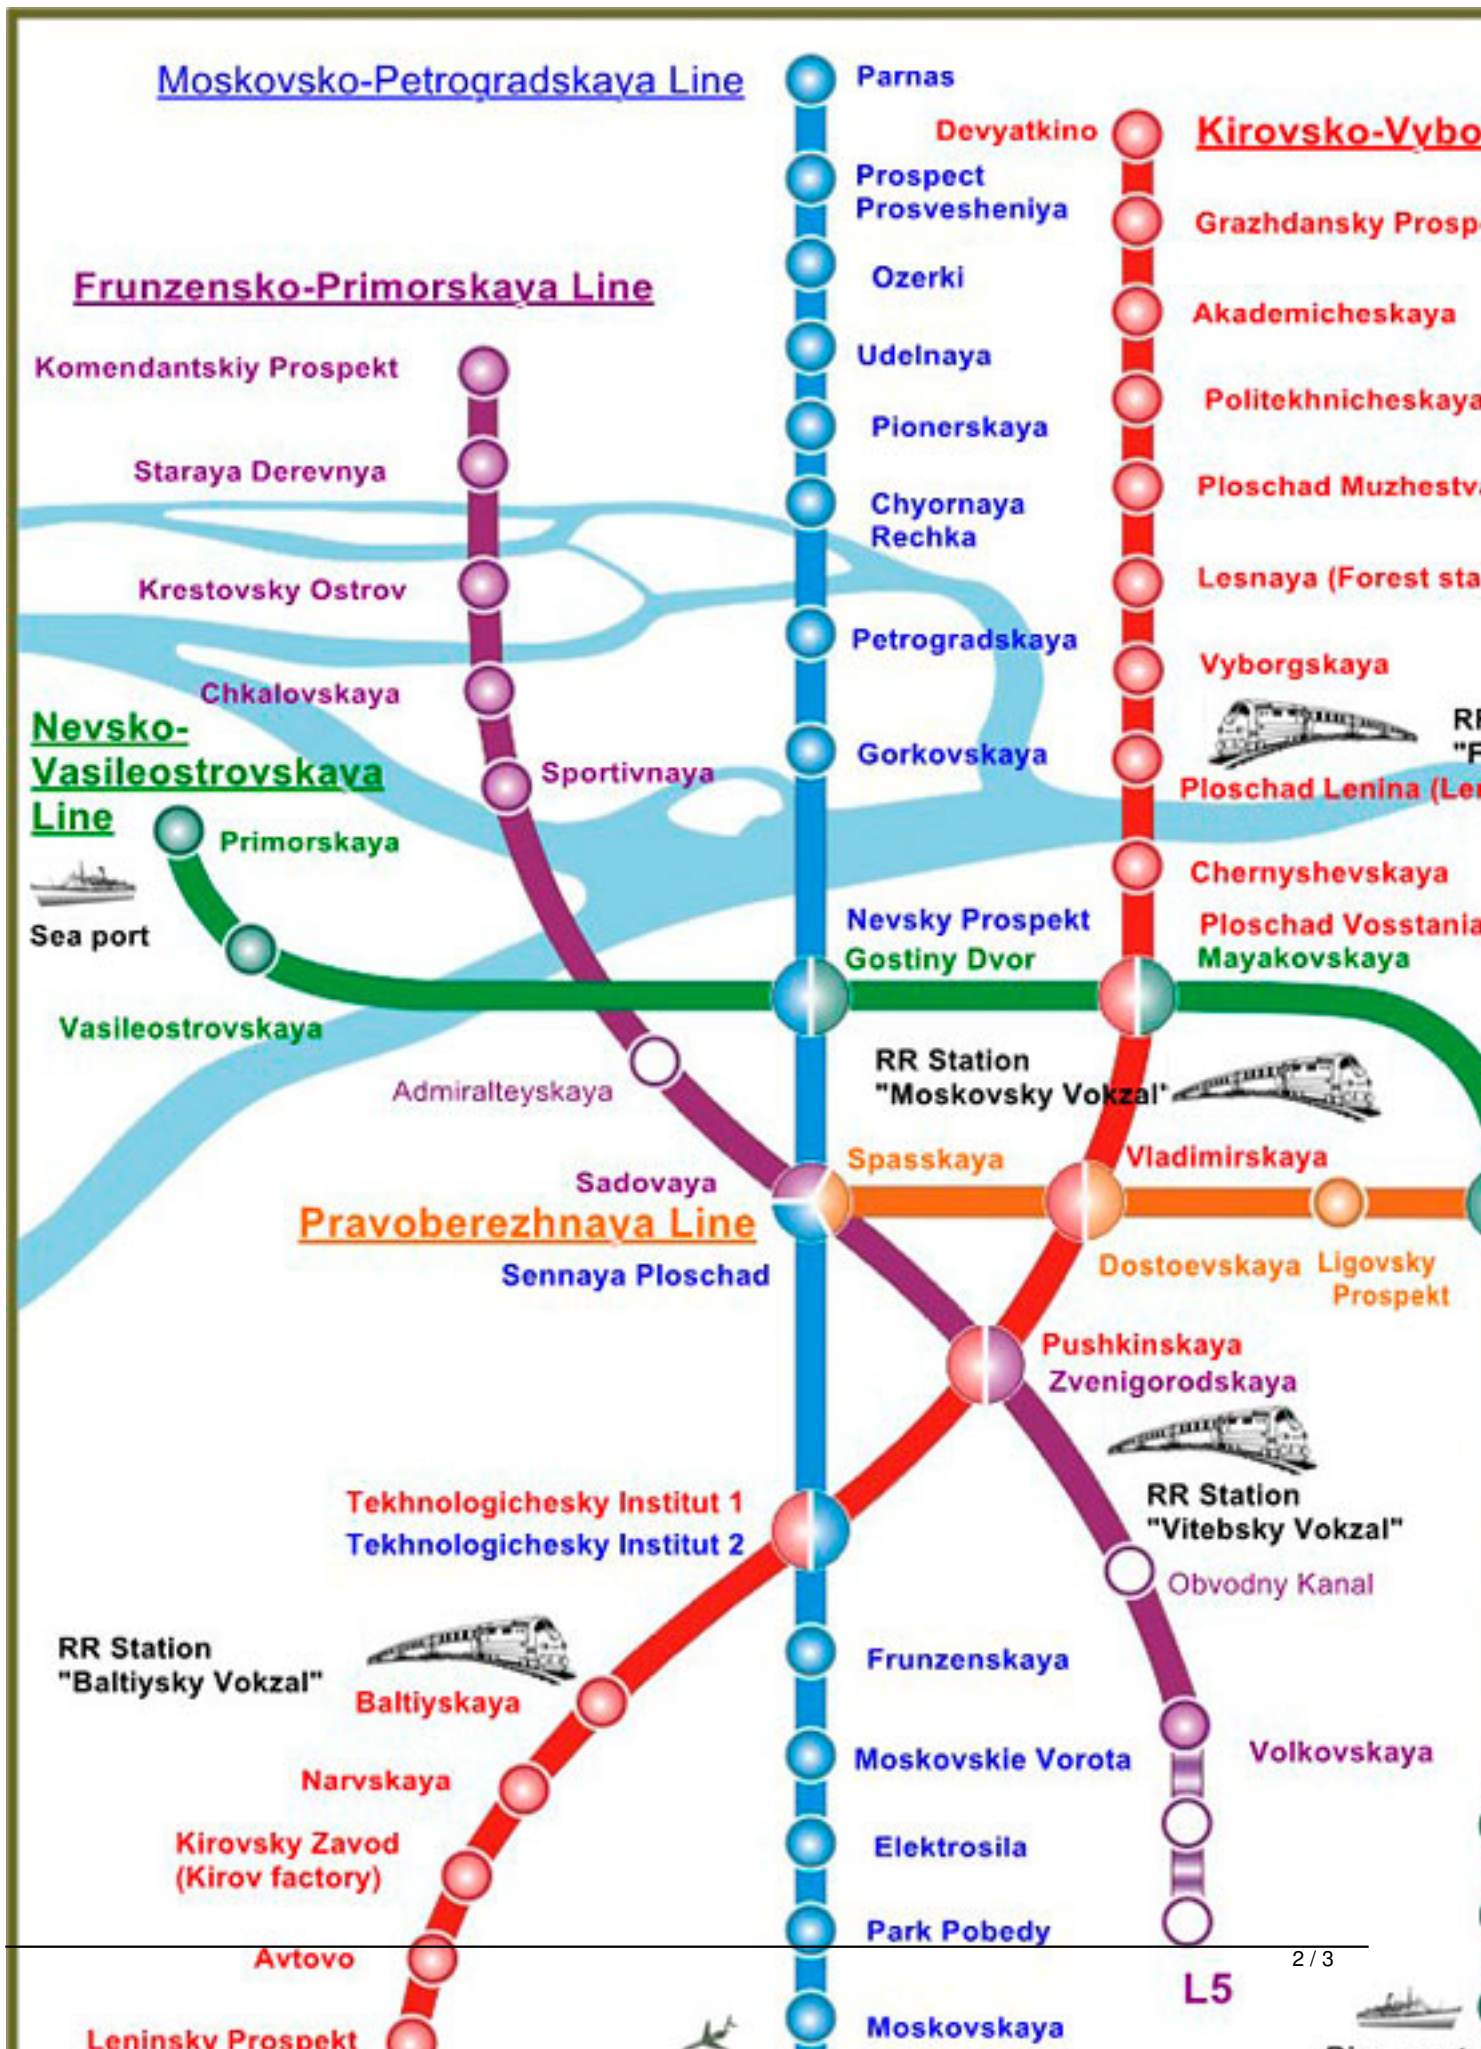 Moskovsko-Petrogradskaya Line
Parnas
Devyatkino
Kirovsko-Vybo
Prospect
Prosvesheniya
Grazhdansky Prosp
Ozerki
Frunzensko-Primorskaya Line
Akademicheskaya
Udelnaya
Komendantskiy Prospekt
Politekhnicheskaya
Pionerskaya
Staraya Derevnya
Ploschad Muzhestv
Chyornaya
Rechka
Lesnaya (Forest sta
Krestovsky Ostrov
Petrogradskaya
Vyborgskaya
Chkalovskaya
Nevsko-
Vasileostrovskaya
Line
RR
"F
Gorkovskaya
Sportivnaya
Ploschad Lenina (Le
Primorskaya
Chernyshevskaya
Sea port
Nevsky Prospekt
Gostiny Dvor
Ploschad Vosstania
Mayakovskaya
Vasileostrovskaya
RR Station
"Moskovsky Vokzal"
Admiralteyskaya
Spasskaya
Vladimirskaya
Sadovaya
Pravoberezhnaya Line
Sennaya Ploschad
Dostoevskaya
Ligovsky
Prospekt
Pushkinskaya
Zvenigorodskaya
Tekhnologichesky Institut 1
Tekhnologichesky Institut 2
RR Station
"Vitebsky Vokzal"
Obvodny Kanal
RR Station
"Baltiysky Vokzal"
Frunzenskaya
Baltiyskaya
Volkovskaya
Moskovskie Vorota
Narvskaya
Kirovsky Zavod
(Kirov factory)
Elektrosila
Park Pobedy
Avtovo
2 / 3
L5
Moskovskaya
Leninsky Prospekt